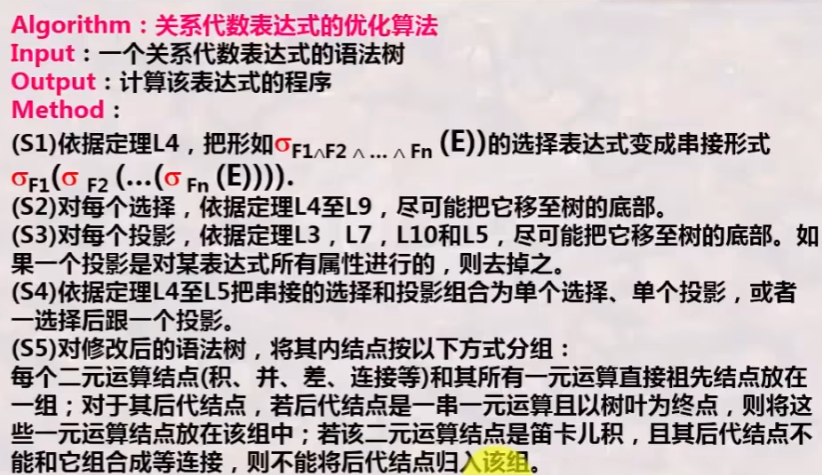 Algorithm：关系代数表达式的优化算法
Input：一个关系代数表达式的语法树
Output：计算该表达式的程序
Method：
(S1)依据定理L4，把形如σF1∧F2 ∧ … ∧ Fn (E))的选择表达式变成串接形式
σF1(σ F2 (…(σ Fn (E)))).
(S2)对每个选择，依据定理L4至L9，尽可能把它移至树的底部。
(S3)对每个投影，依据定理L3，L7，L10和L5，尽可能把它移至树的底部。如
果一个投影是对某表达式所有属性进行的，则去掉之。
(S4)依据定理L4至L5把串接的选择和投影组合为单个选择、单个投影，或者
一选择后跟一个投影。
(S5)对修改后的语法树，将其内结点按以下方式分组：
每个二元运算结点(积、并、差、连接等)和其所有一元运算直接祖先结点放在
一组；对于其后代结点，若后代结点是一串一元运算且以树叶为终点，则将这
些一元运算结点放在该组中；若该二元运算结点是笛卡儿积，且其后代结点不
能和它组合成等连接，则不能将后代结点归入该组。